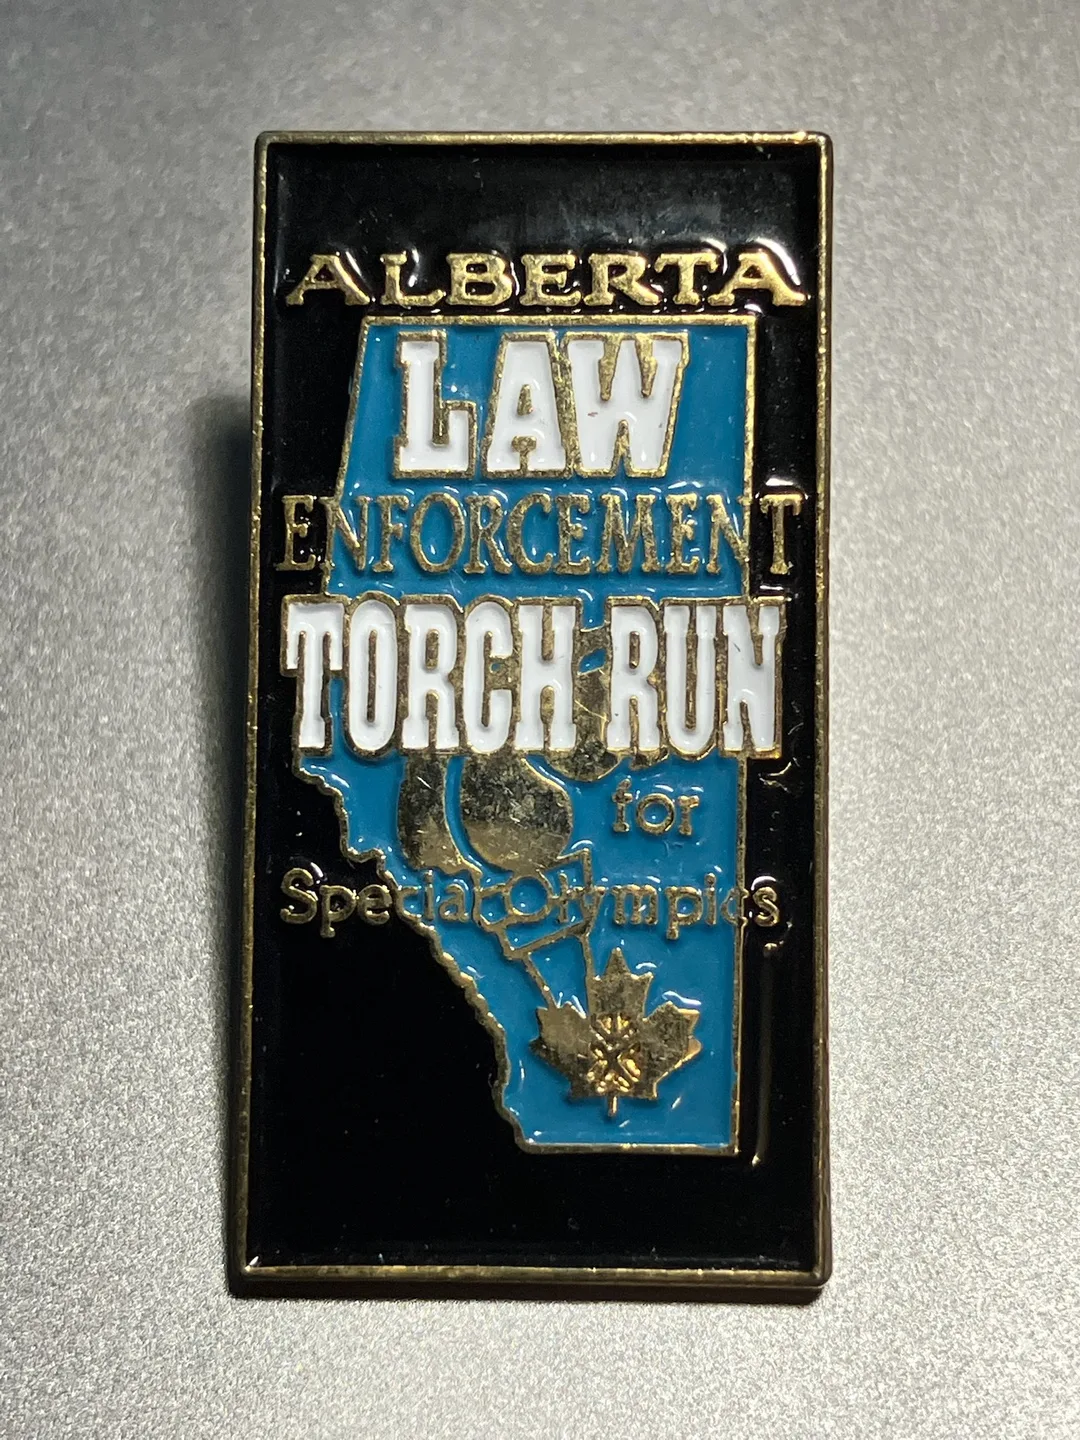 ALBERTA
LAW
ENFORCEMENT
TORCH RUN
for
Special Olympics